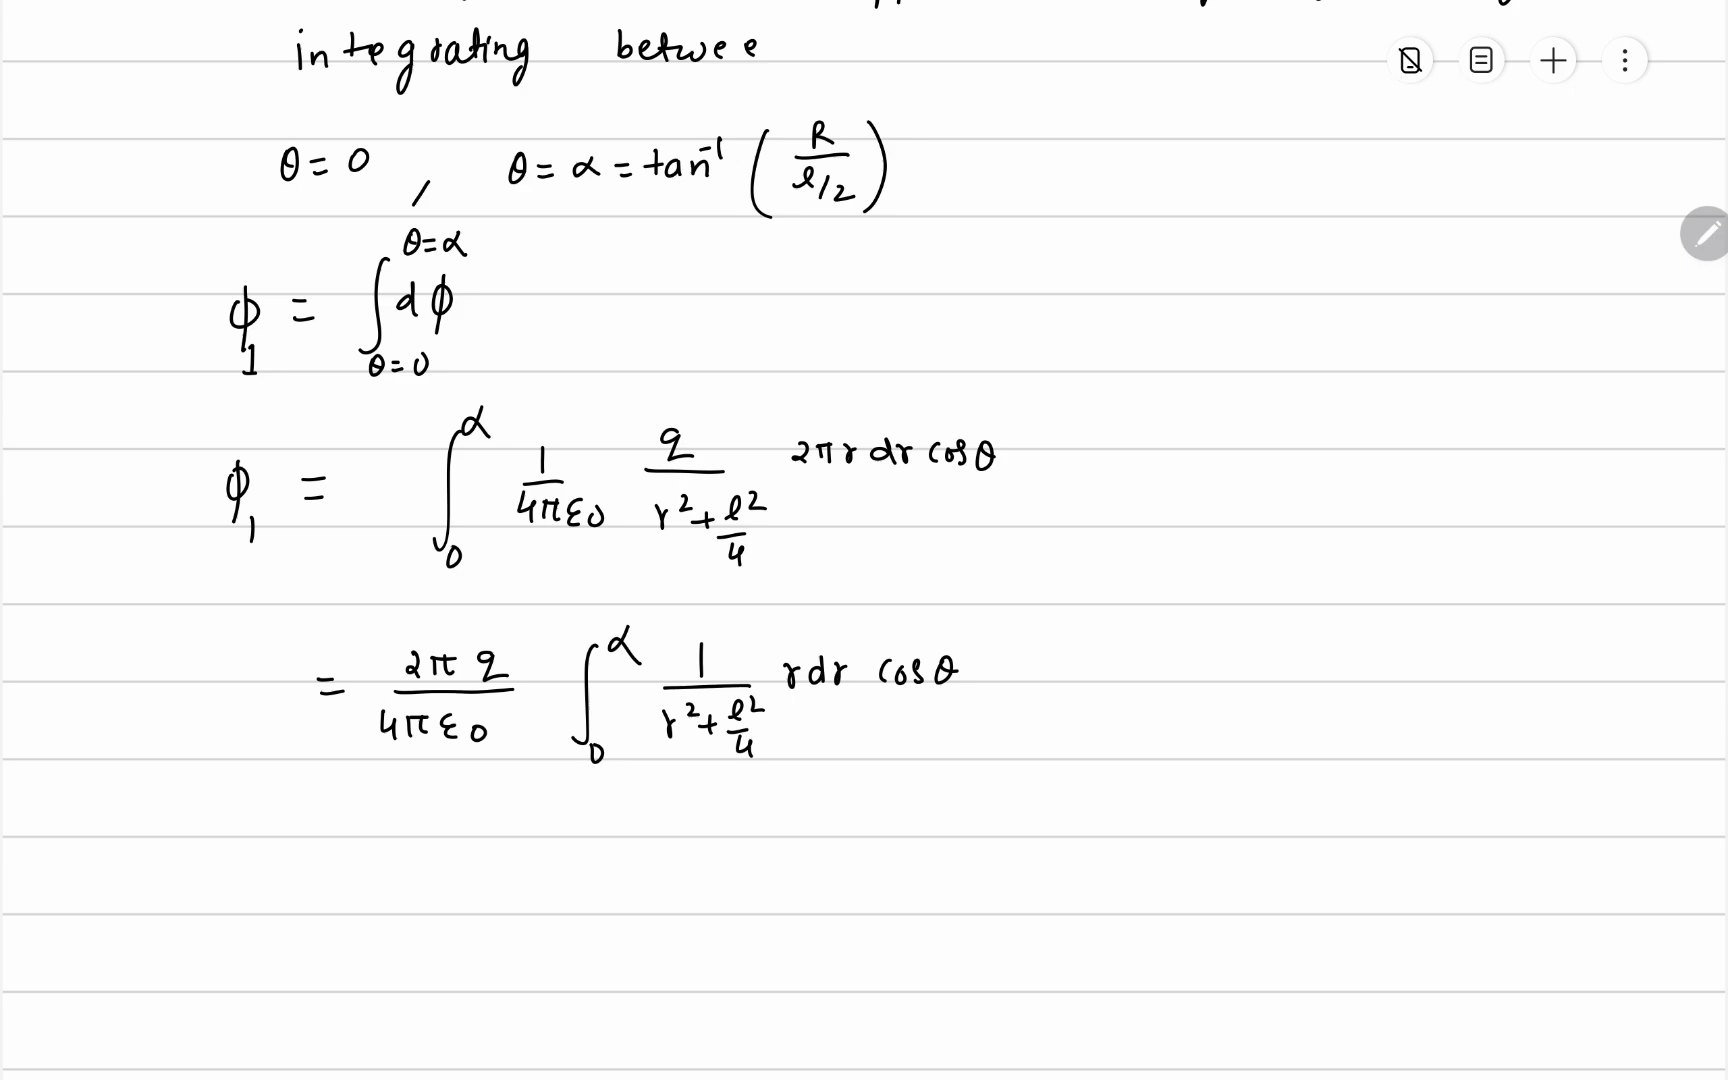 integrating betwee
θ = 0 , θ = α = tan⁻¹ ( R / l/2 )
θ=α
ϕ₁ = ∫ dϕ
θ=0
ϕ₁ = ∫₀^α 1/4πε₀ q/(r² + l²/4) 2πr dr cosθ
= 2πq/4πε₀ ∫₀^α 1/(r² + l²/4) rdr cosθ